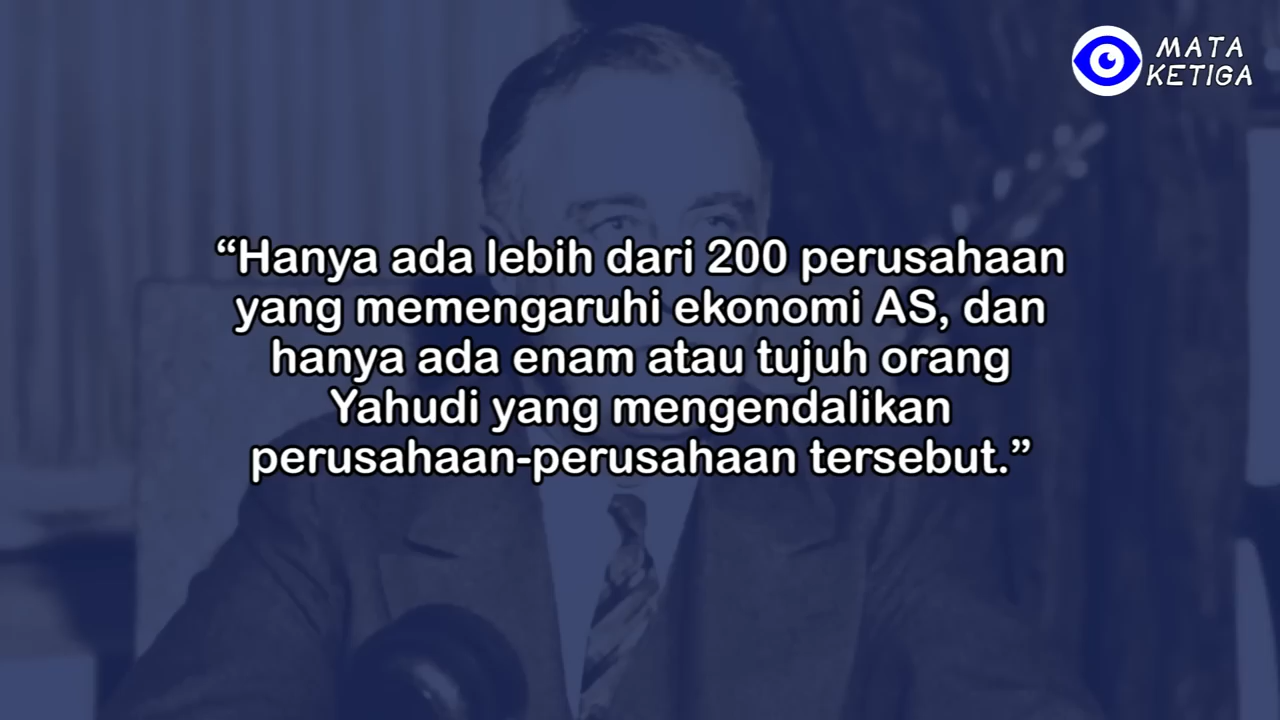 MATA
KETIGA
“Hanya ada lebih dari 200 perusahaan
yang memengaruhi ekonomi AS, dan
hanya ada enam atau tujuh orang
Yahudi yang mengendalikan
perusahaan-perusahaan tersebut.”